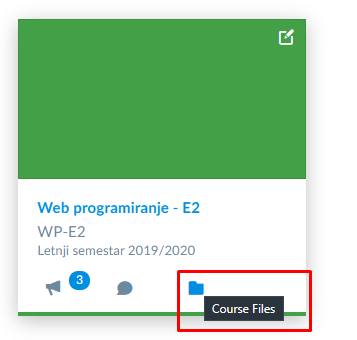 Web programiranje - E2
WP-E2
Letnji semestar 2019/2020
3
Course Files